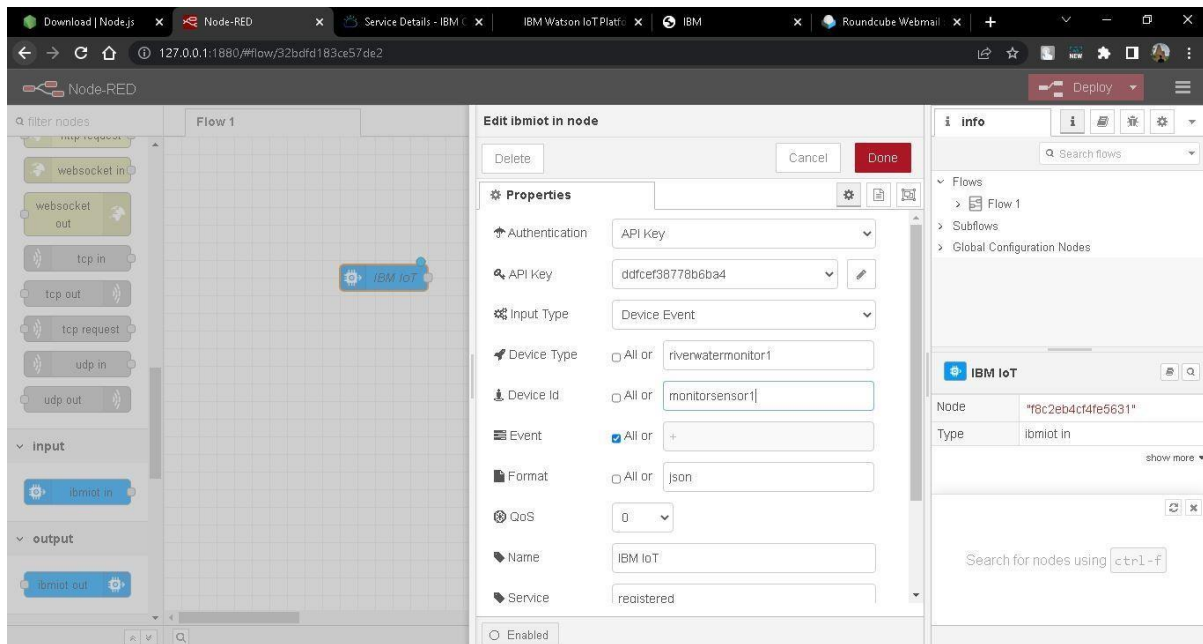 Download | Node.js
Node-RED
Service Details - IBM C
IBM Watson IoT Platfo
IBM
Roundcube Webmail
127.0.0.1:1880/#flow/32bdfd183ce57de2
NEW
Node-RED
Deploy
filter nodes
http request
websocket in
websocket out
tcp in
tcp out
tcp request
udp in
udp out
input
ibmiot in
output
ibmiot out
Flow 1
IBM IoT
Edit ibmiot in node
Delete
Cancel
Done
Properties
Authentication
API Key
API Key
ddfcef38778b6ba4
Input Type
Device Event
Device Type
All or
riverwatermonitor1
Device Id
All or
monitorsensor1
Event
All or
+
Format
All or
json
QoS
0
Name
IBM IoT
Service
registered
Enabled
i info
i
Search flows
Flows
Flow 1
Subflows
Global Configuration Nodes
IBM IoT
Node
"f8c2eb4cf4fe5631"
Type
ibmiot in
show more
Search for nodes using ctrl-f